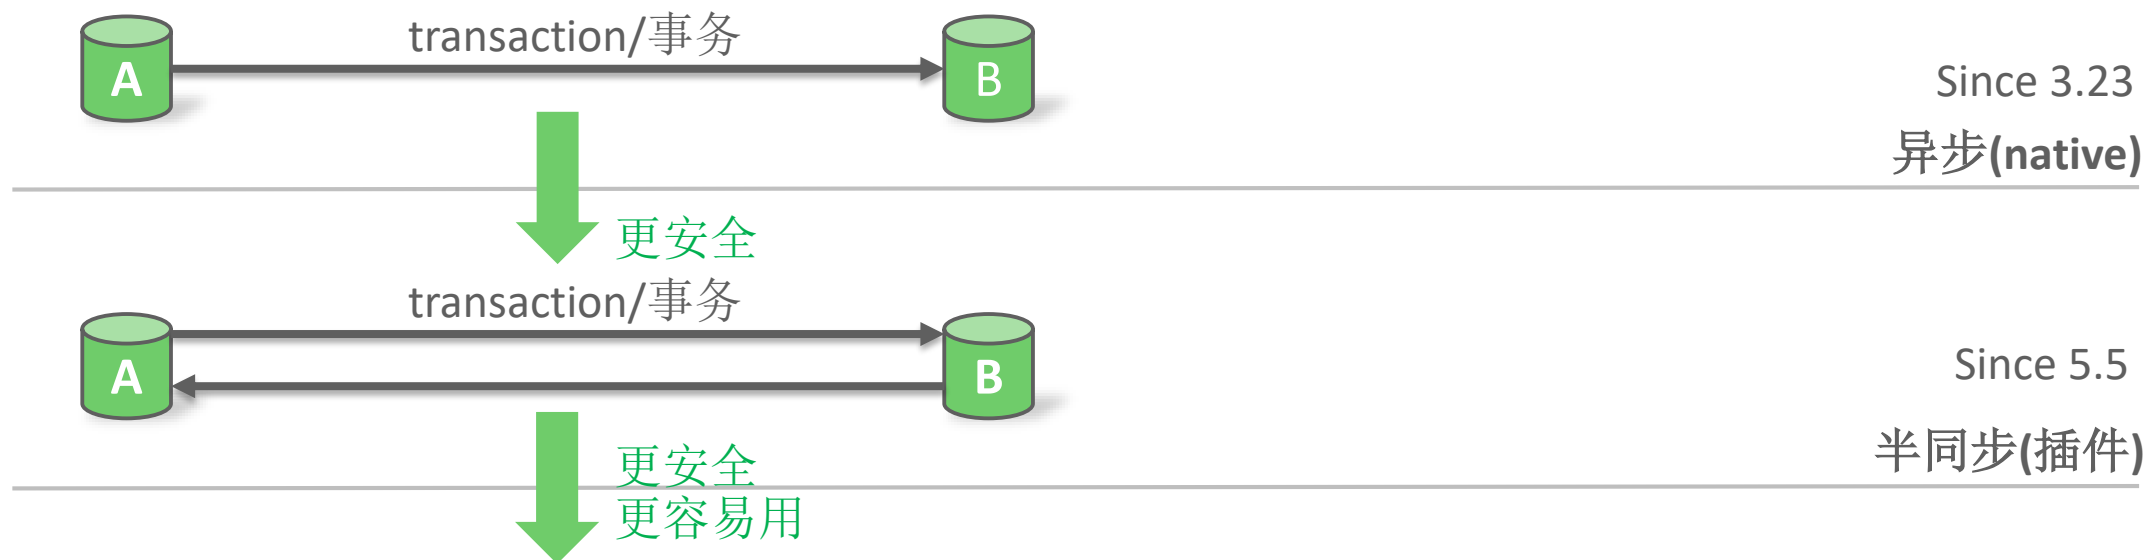 transaction/事务
A
B
Since 3.23
异步(native)
更安全
transaction/事务
A
B
Since 5.5
半同步(插件)
更安全
更容易用